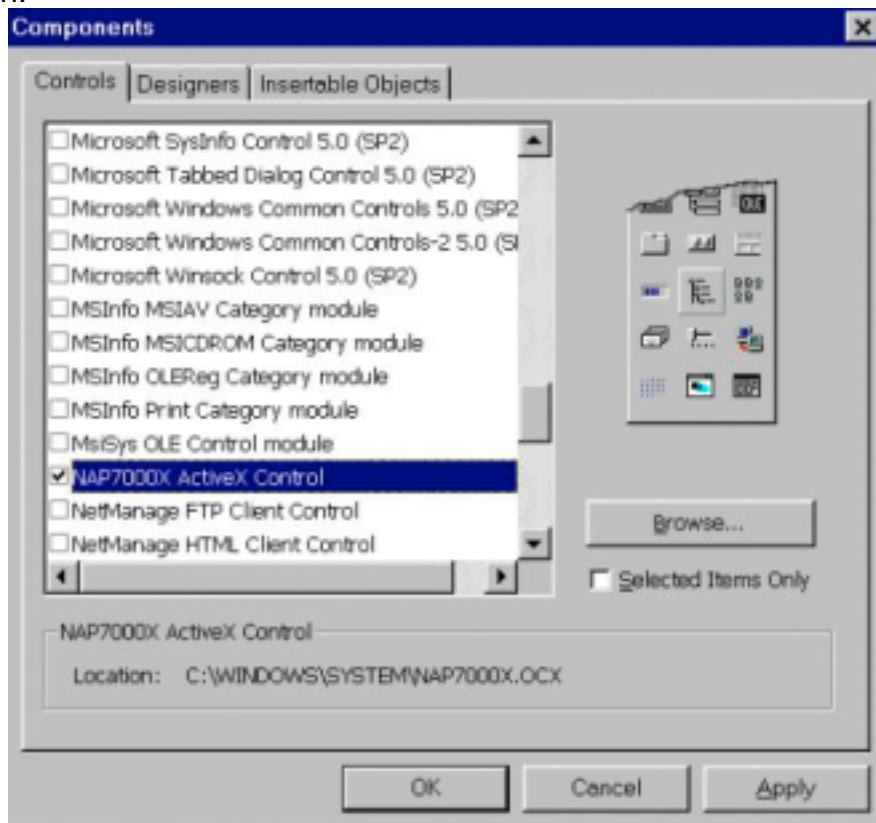 Components
Controls Designers Insertable Objects
Microsoft SysInfo Control 5.0 (SP2)
Microsoft Tabbed Dialog Control 5.0 (SP2)
Microsoft Windows Common Controls 5.0 (SP2
Microsoft Windows Common Controls-2 5.0 (S
Microsoft Winsock Control 5.0 (SP2)
MSInfo MSIAV Category module
MSInfo MSICDROM Category module
MSInfo OLEReg Category module
MSInfo Print Category module
MsiSys OLE Control module
NAP7000X ActiveX Control
NetManage FTP Client Control
NetManage HTML Client Control
Browse...
Selected Items Only
NAP7000X ActiveX Control
Location: C:\WINDOWS\SYSTEM\NAP7000X.OCX
OK Cancel Apply